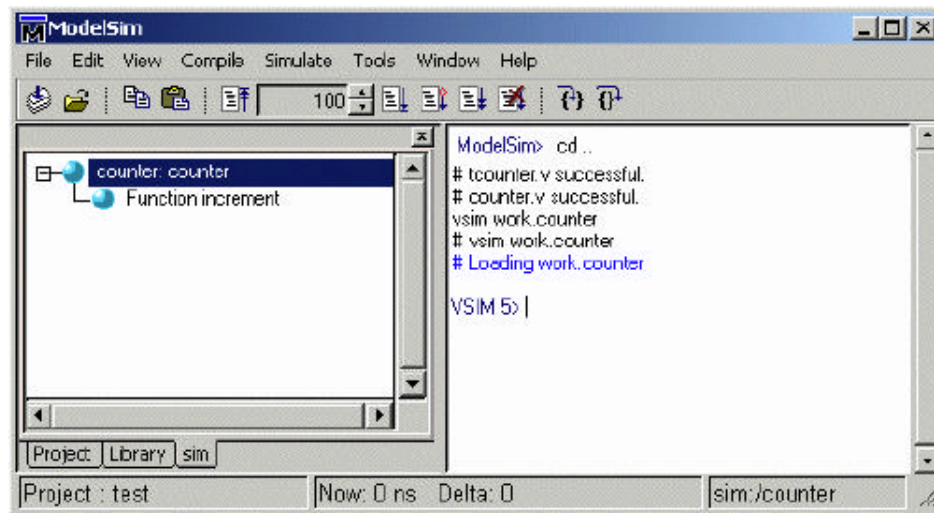 ModelSim
File Edit View Compile Simulate Tools Window Help
100
counter: counter
Function increment
ModelSim> cd ..
# tcounter.v successful.
# counter.v successful.
vsim work.counter
# vsim work.counter
# Loading work.counter
VSIM 5>
Project Library sim
Project : test Now: 0 ns Delta: 0 sim:/counter